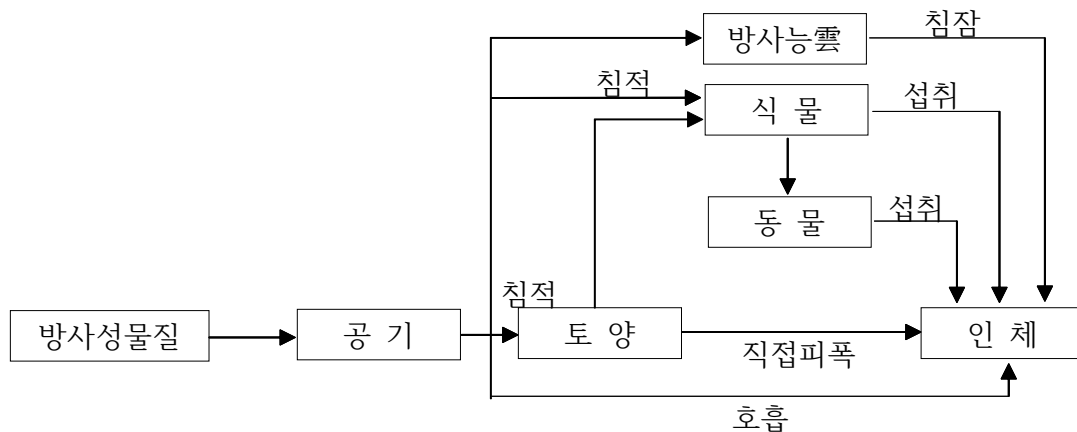 방사능雲
침잠
침적
식 물
섭취
동 물
섭취
침적
방사성물질
공 기
토 양
직접피폭
인 체
호흡